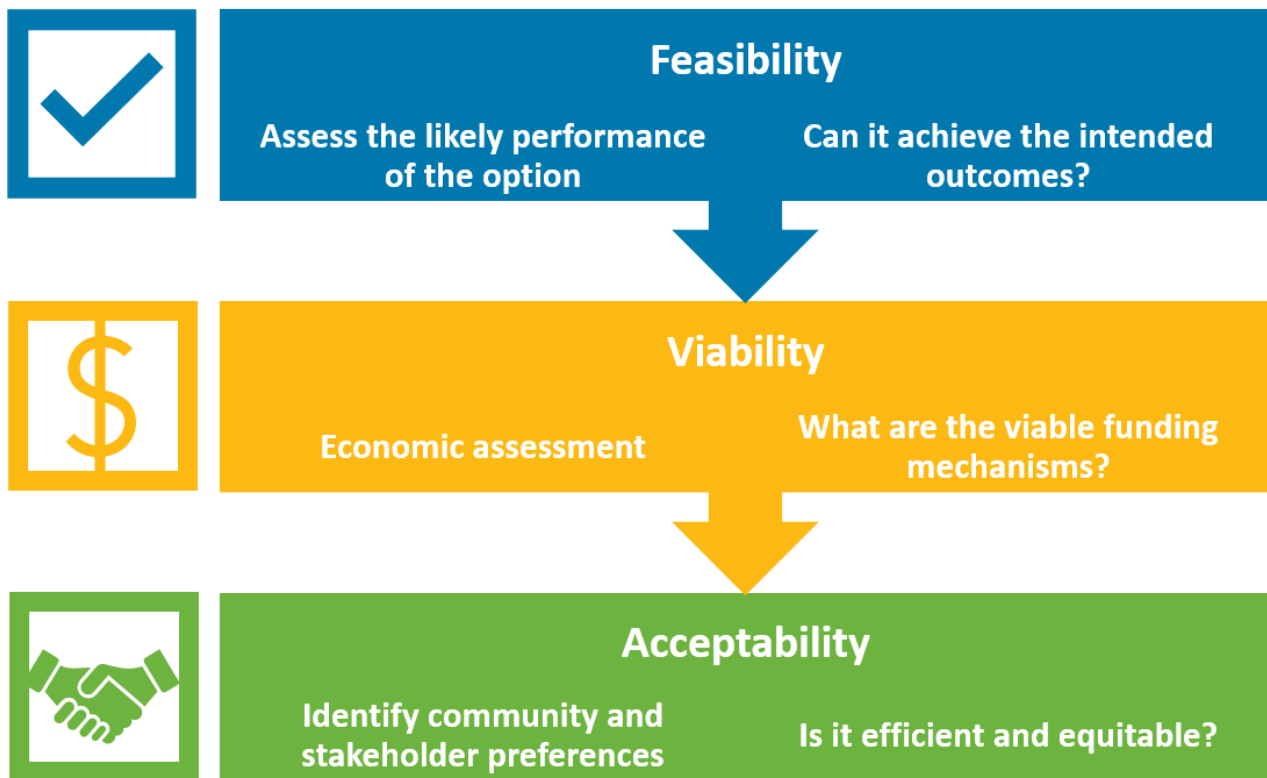 Feasibility
Assess the likely performance
of the option
Can it achieve the intended
outcomes?
Viability
Economic assessment
What are the viable funding
mechanisms?
Acceptability
Identify community and
stakeholder preferences
Is it efficient and equitable?